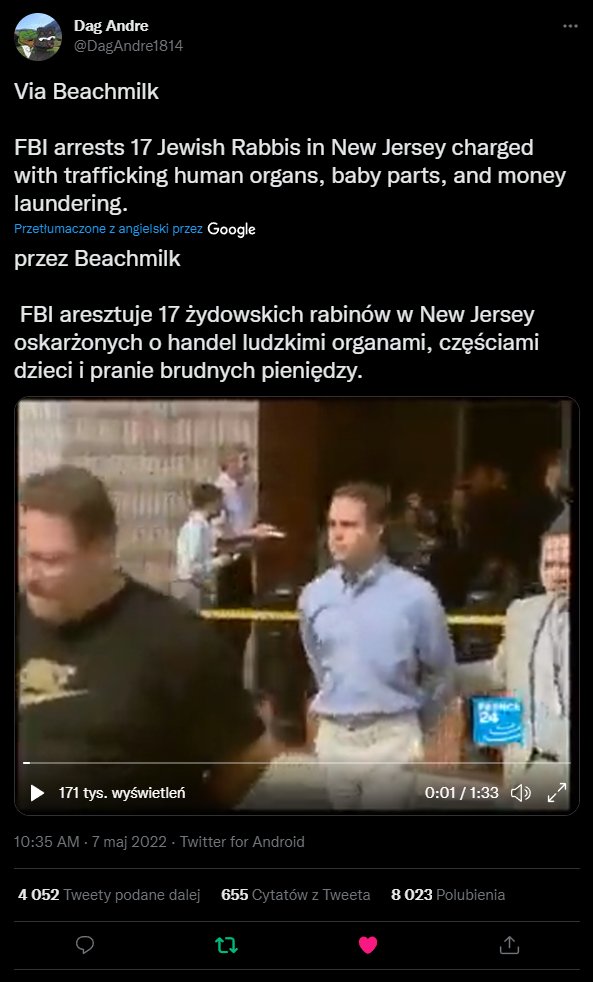 Dag Andre
@DagAndre1814
Via Beachmilk
FBI arrests 17 Jewish Rabbis in New Jersey charged
with trafficking human organs, baby parts, and money
laundering.
Przetłumaczone z angielski przez Google
przez Beachmilk
FBI aresztuje 17 żydowskich rabinów w New Jersey
oskarżonych o handel ludzkimi organami, częściami
dzieci i pranie brudnych pieniędzy.
FRANCE
24
171 tys. wyświetleń
0:01 / 1:33
10:35 AM · 7 maj 2022 · Twitter for Android
4 052 Tweety podane dalej 655 Cytatów z Tweeta 8 023 Polubienia